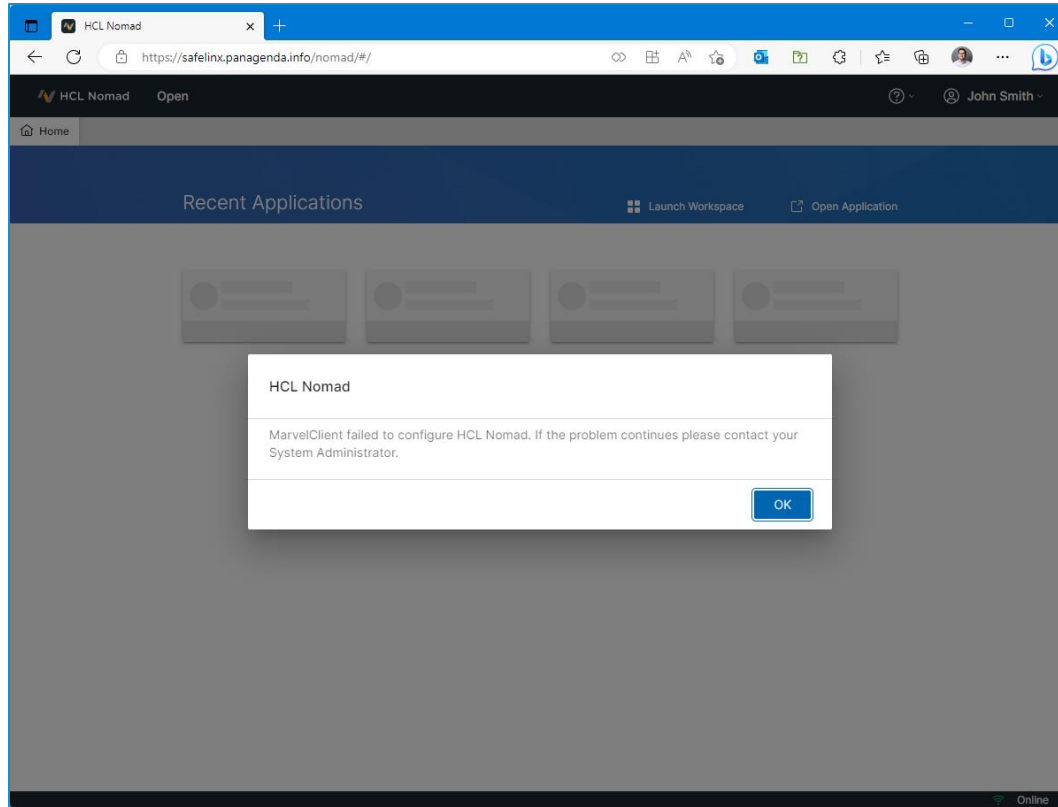 HCL Nomad
https://safelinx.panagenda.info/nomad/#/
HCL Nomad Open John Smith
Home
Recent Applications Launch Workspace Open Application
HCL Nomad
MarvelClient failed to configure HCL Nomad. If the problem continues please contact your
System Administrator.
OK
Online